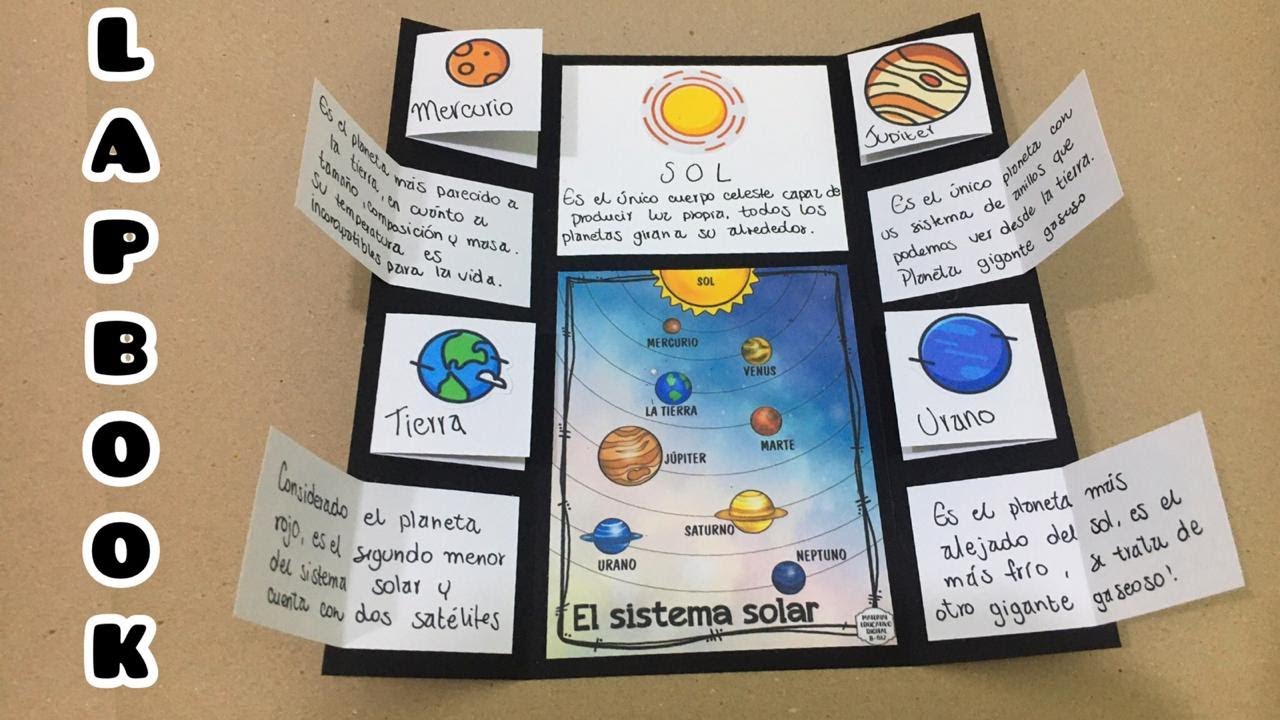 LAPBOOK
Mercurio
Es el planeta más parecido a
la tierra, en cuanto a
tamaño, composición y masa.
Su temperatura es
incompatibles para la vida.
Tierra
Considerado el planeta
rojo, es el segundo menor
del sistema solar y
cuenta con dos satélites
SOL
Es el único cuerpo celeste capaz de
producir luz propia, todos los
planetas giran a su alrededor.
SOL
MERCURIO
VENUS
LA TIERRA
MARTE
JÚPITER
SATURNO
URANO
NEPTUNO
El sistema solar
MATERIAL
EDUCATIVO
DIGITAL
Jupiter
Es el único planeta con
us sistema de anillos que
podemos ver desde la tierra.
Planeta gigante gaseoso
Urano
Es el planeta más
alejado del sol, es el
más frío, se trata de
otro gigante gaseoso!